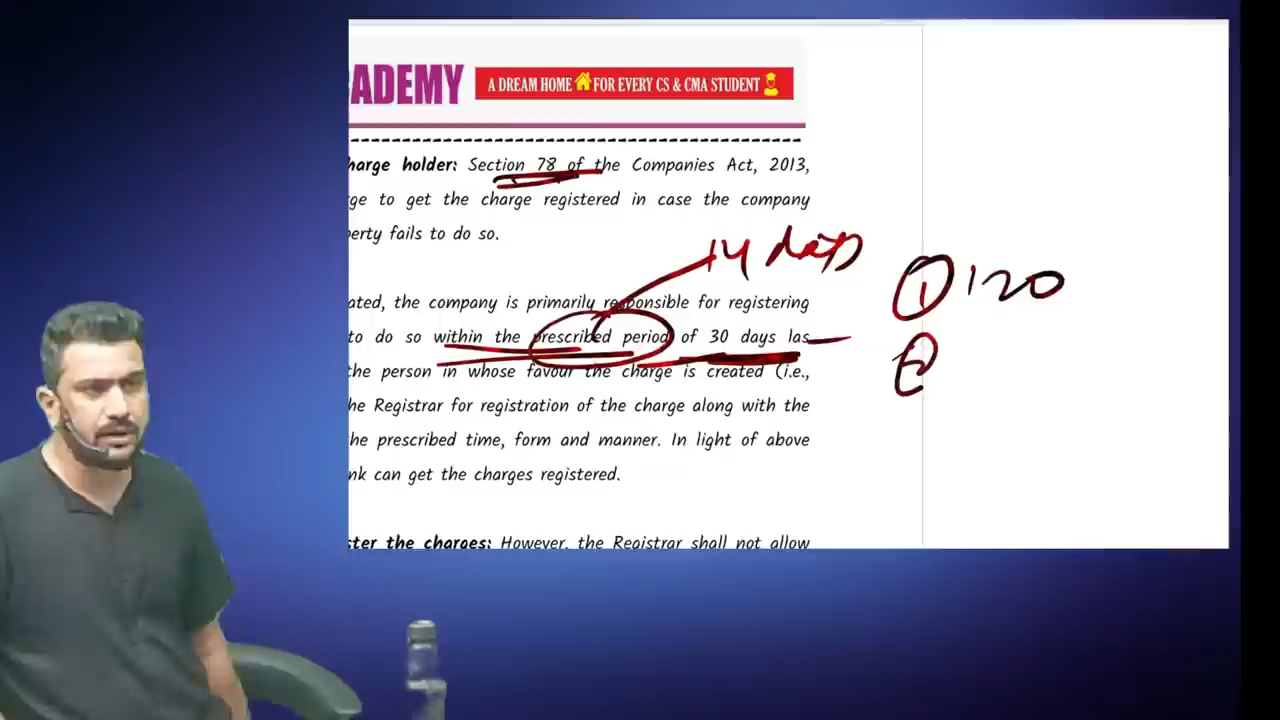 ADEMY
A DREAM HOME FOR EVERY CS & CMA STUDENT
harge holder: Section 78 of the Companies Act, 2013,
ge to get the charge registered in case the company
perty fails to do so.
14 days
ated, the company is primarily responsible for registering
① 120
to do so within the prescribed period of 30 days las
②
the person in whose favour the charge is created (i.e.,
he Registrar for registration of the charge along with the
the prescribed time, form and manner. In light of above
nk can get the charges registered.
ster the charges: However, the Registrar shall not allow